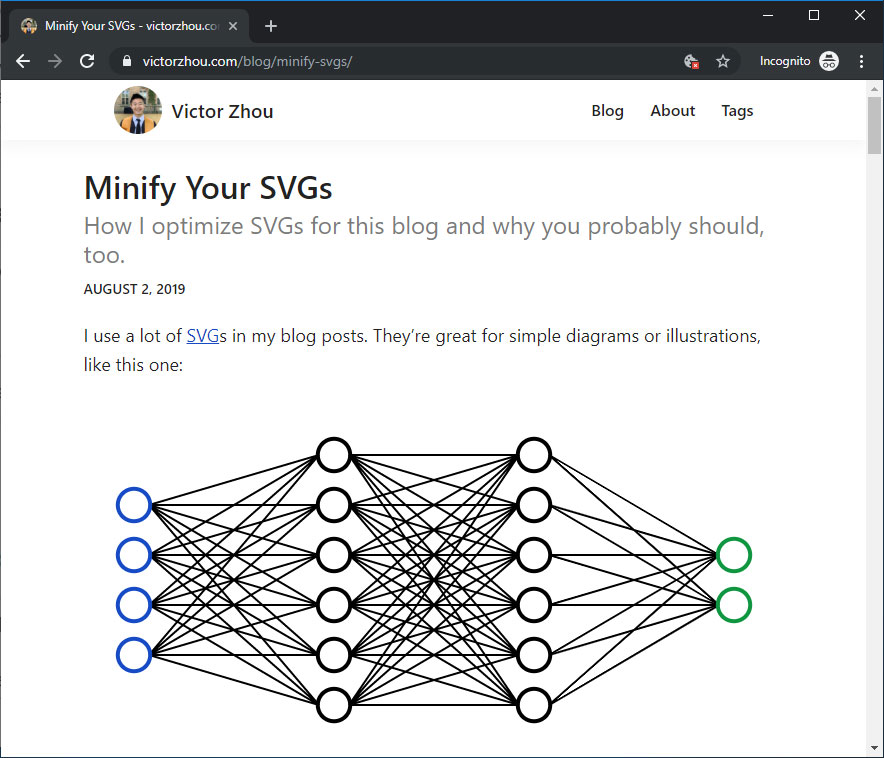 Minify Your SVGs - victorzhou.co
victorzhou.com/blog/minify-svgs/
Incognito
Victor Zhou
Blog About Tags
Minify Your SVGs
How I optimize SVGs for this blog and why you probably should,
too.
AUGUST 2, 2019
I use a lot of SVGs in my blog posts. They’re great for simple diagrams or illustrations,
like this one: